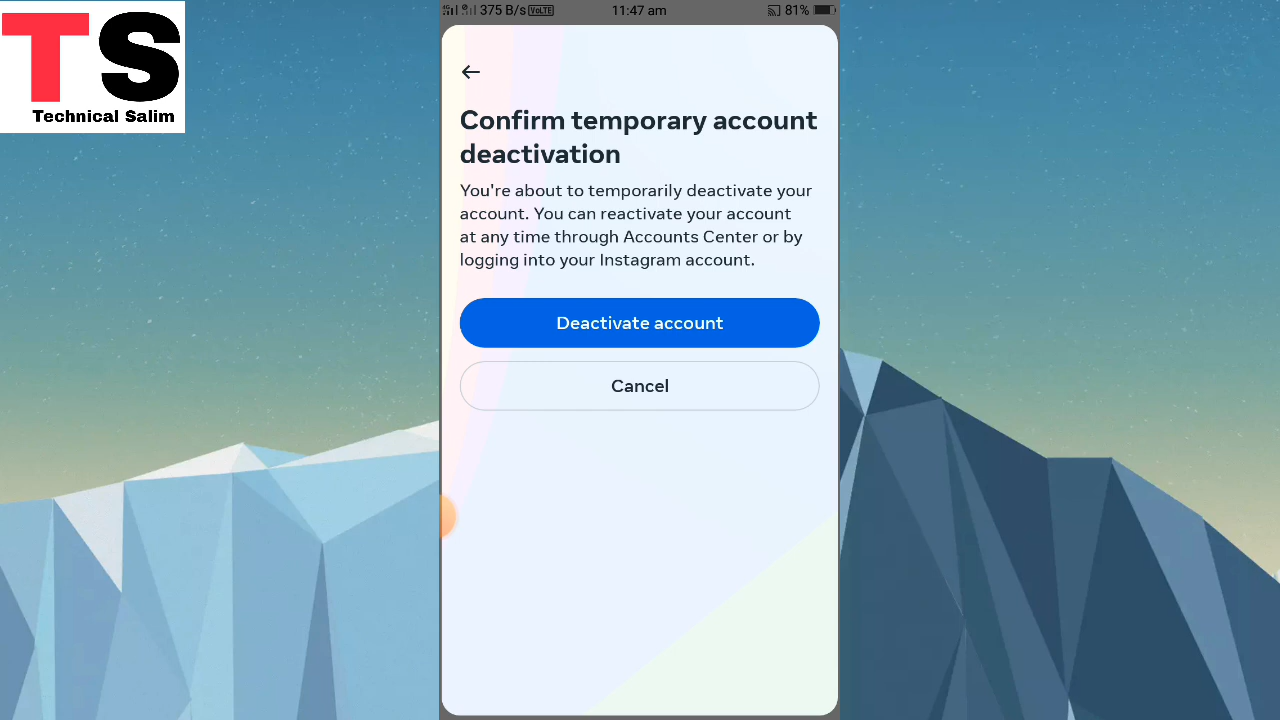 TS
Technical Salim
375 B/s VoLTE 11:47 am 81%
Confirm temporary account
deactivation
You're about to temporarily deactivate your
account. You can reactivate your account
at any time through Accounts Center or by
logging into your Instagram account.
Deactivate account
Cancel